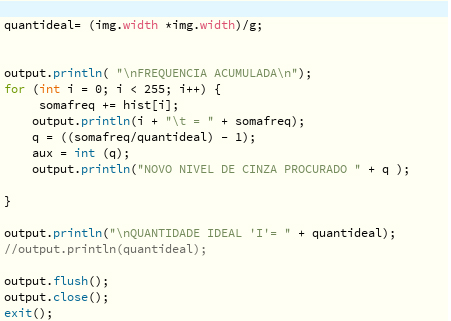 quantideal= (img.width *img.width)/g;
output.println( "\nFREQUENCIA ACUMULADA\n");
for (int i = 0; i < 255; i++) {
somafreq += hist[i];
output.println(i + "\t = " + somafreq);
q = ((somafreq/quantideal) - 1);
aux = int (q);
output.println("NOVO NIVEL DE CINZA PROCURADO " + q );
}
output.println("\nQUANTIDADE IDEAL 'I'= " + quantideal);
//output.println(quantideal);
output.flush();
output.close();
exit();